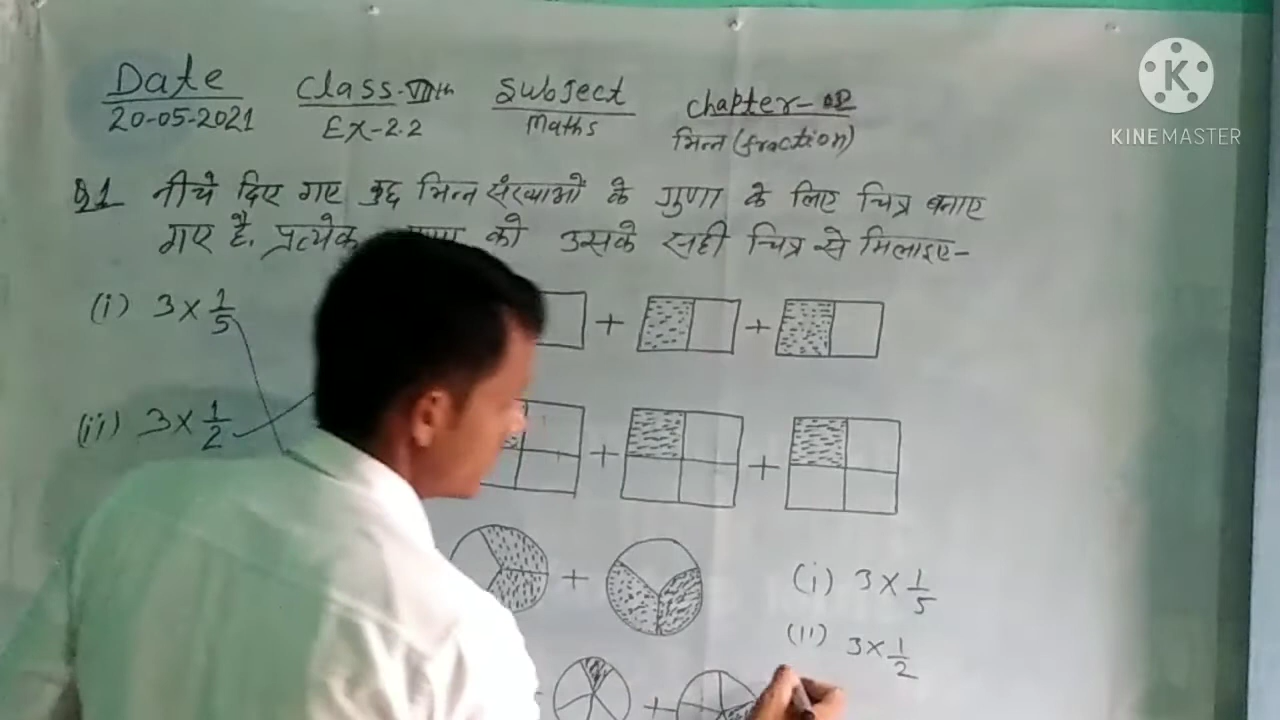 Date Class-VIIth Subject chapter-02
20-05-2021 Ex-2.2 Maths भिन्न (fraction)
K
KINEMASTER
Q1 नीचे दिए गए कुछ भिन्न संख्याओं के गुणा के लिए चित्र बनाए
गए है. प्रत्येक को उसके सही चित्र से मिलाइए-
(i) 3 × 1/5 + +
(ii) 3 × 1/2 + +
+ (i) 3 × 1/5
(ii) 3 × 1/2
+